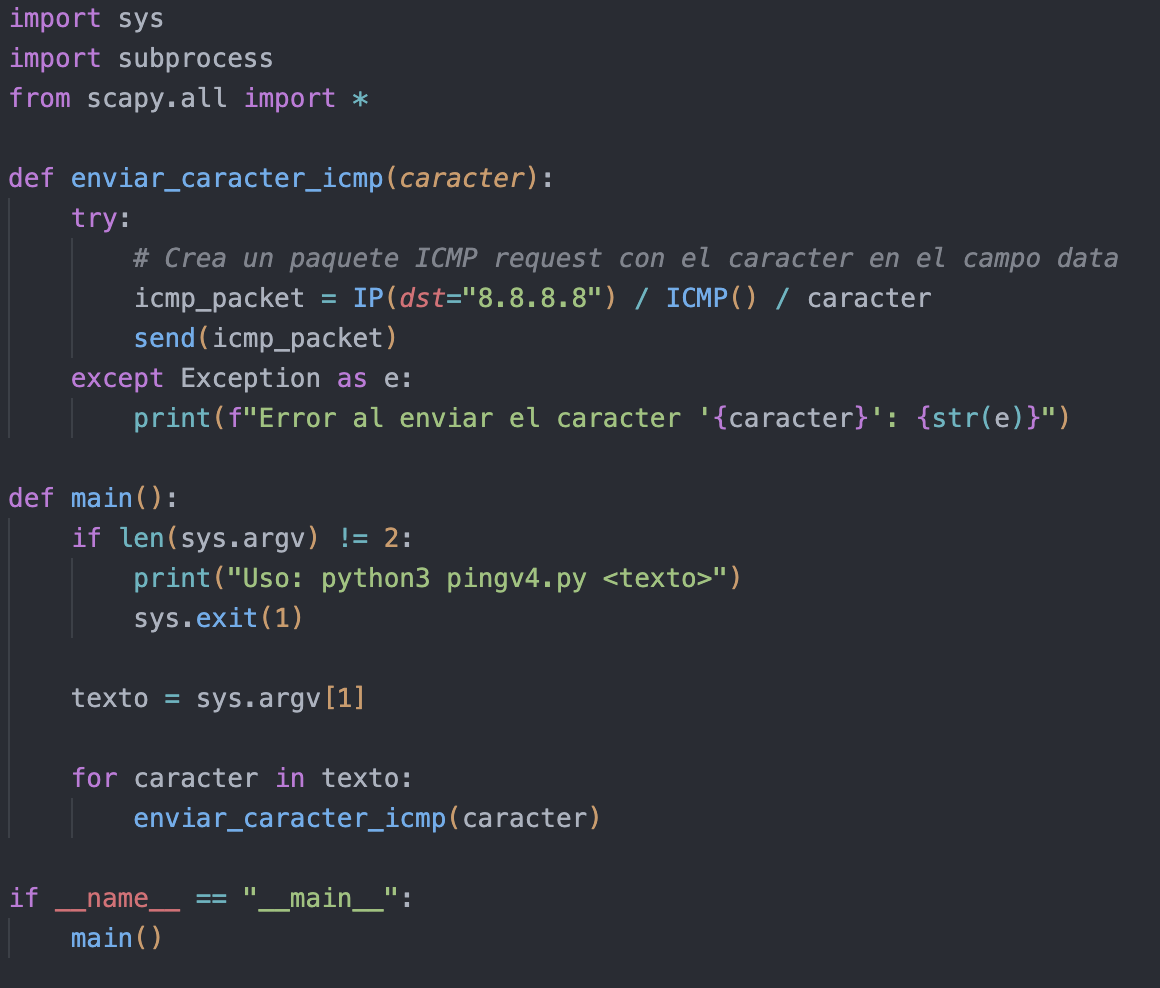 import sys
import subprocess
from scapy.all import *
def enviar_caracter_icmp(caracter):
    try:
        # Crea un paquete ICMP request con el caracter en el campo data
        icmp_packet = IP(dst="8.8.8.8") / ICMP() / caracter
        send(icmp_packet)
    except Exception as e:
        print(f"Error al enviar el caracter '{caracter}': {str(e)}")
def main():
    if len(sys.argv) != 2:
        print("Uso: python3 pingv4.py <texto>")
        sys.exit(1)
    texto = sys.argv[1]
    for caracter in texto:
        enviar_caracter_icmp(caracter)
if __name__ == "__main__":
    main()